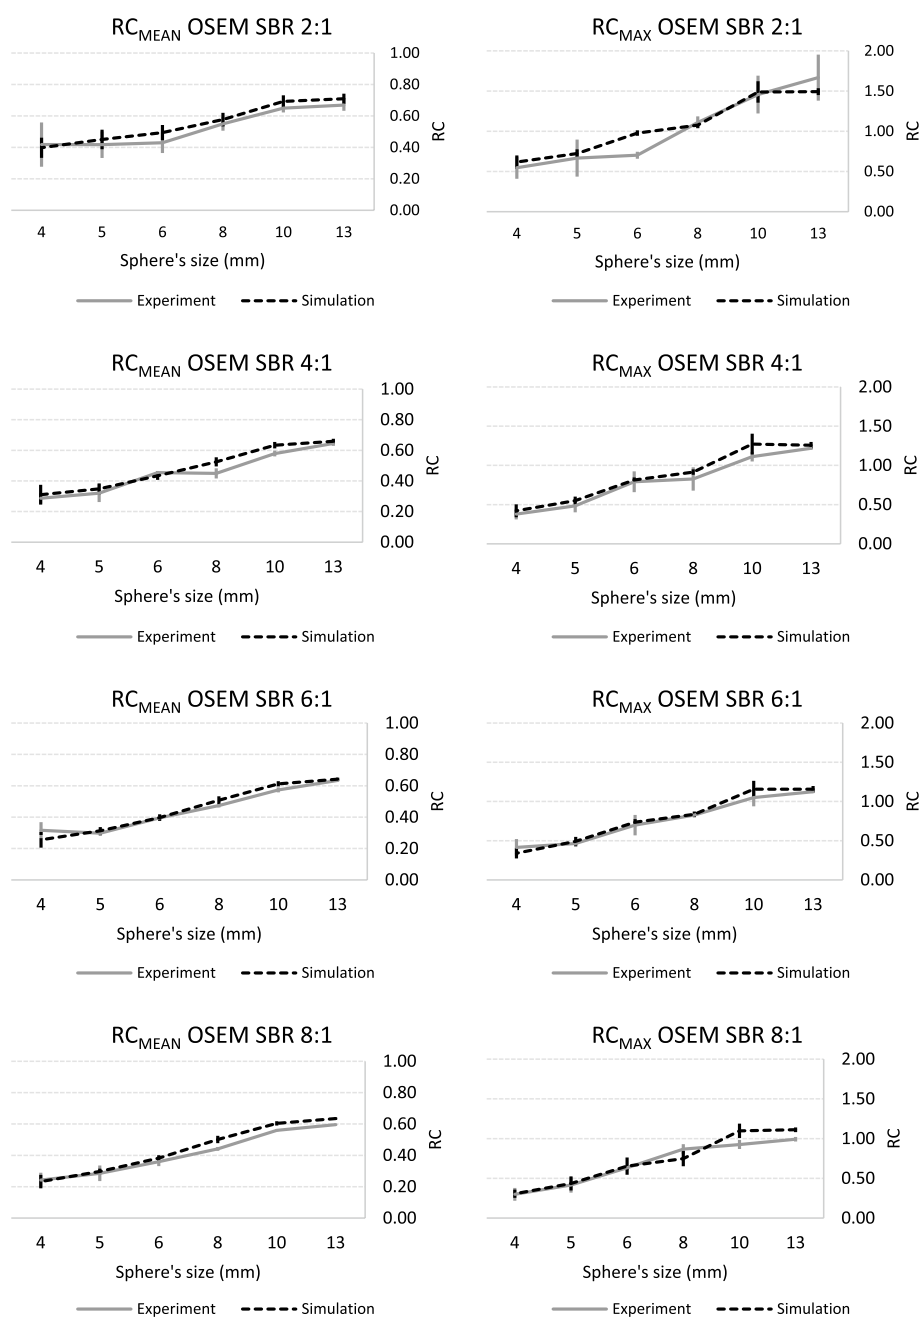 RCMEAN OSEM SBR 2:1
1.00
0.80
0.60
0.40
0.20
0.00
RC
4 5 6 8 10 13
Sphere's size (mm)
Experiment Simulation
RCMAX OSEM SBR 2:1
2.00
1.50
1.00
0.50
0.00
RC
4 5 6 8 10 13
Sphere's size (mm)
Experiment Simulation
RCMEAN OSEM SBR 4:1
1.00
0.80
0.60
0.40
0.20
0.00
RC
4 5 6 8 10 13
Sphere's size (mm)
Experiment Simulation
RCMAX OSEM SBR 4:1
2.00
1.50
1.00
0.50
0.00
RC
4 5 6 8 10 13
Sphere's size (mm)
Experiment Simulation
RCMEAN OSEM SBR 6:1
1.00
0.80
0.60
0.40
0.20
0.00
RC
4 5 6 8 10 13
Sphere's size (mm)
Experiment Simulation
RCMAX OSEM SBR 6:1
2.00
1.50
1.00
0.50
0.00
RC
4 5 6 8 10 13
Sphere's size (mm)
Experiment Simulation
RCMEAN OSEM SBR 8:1
1.00
0.80
0.60
0.40
0.20
0.00
RC
4 5 6 8 10 13
Sphere's size (mm)
Experiment Simulation
RCMAX OSEM SBR 8:1
2.00
1.50
1.00
0.50
0.00
RC
4 5 6 8 10 13
Sphere's size (mm)
Experiment Simulation